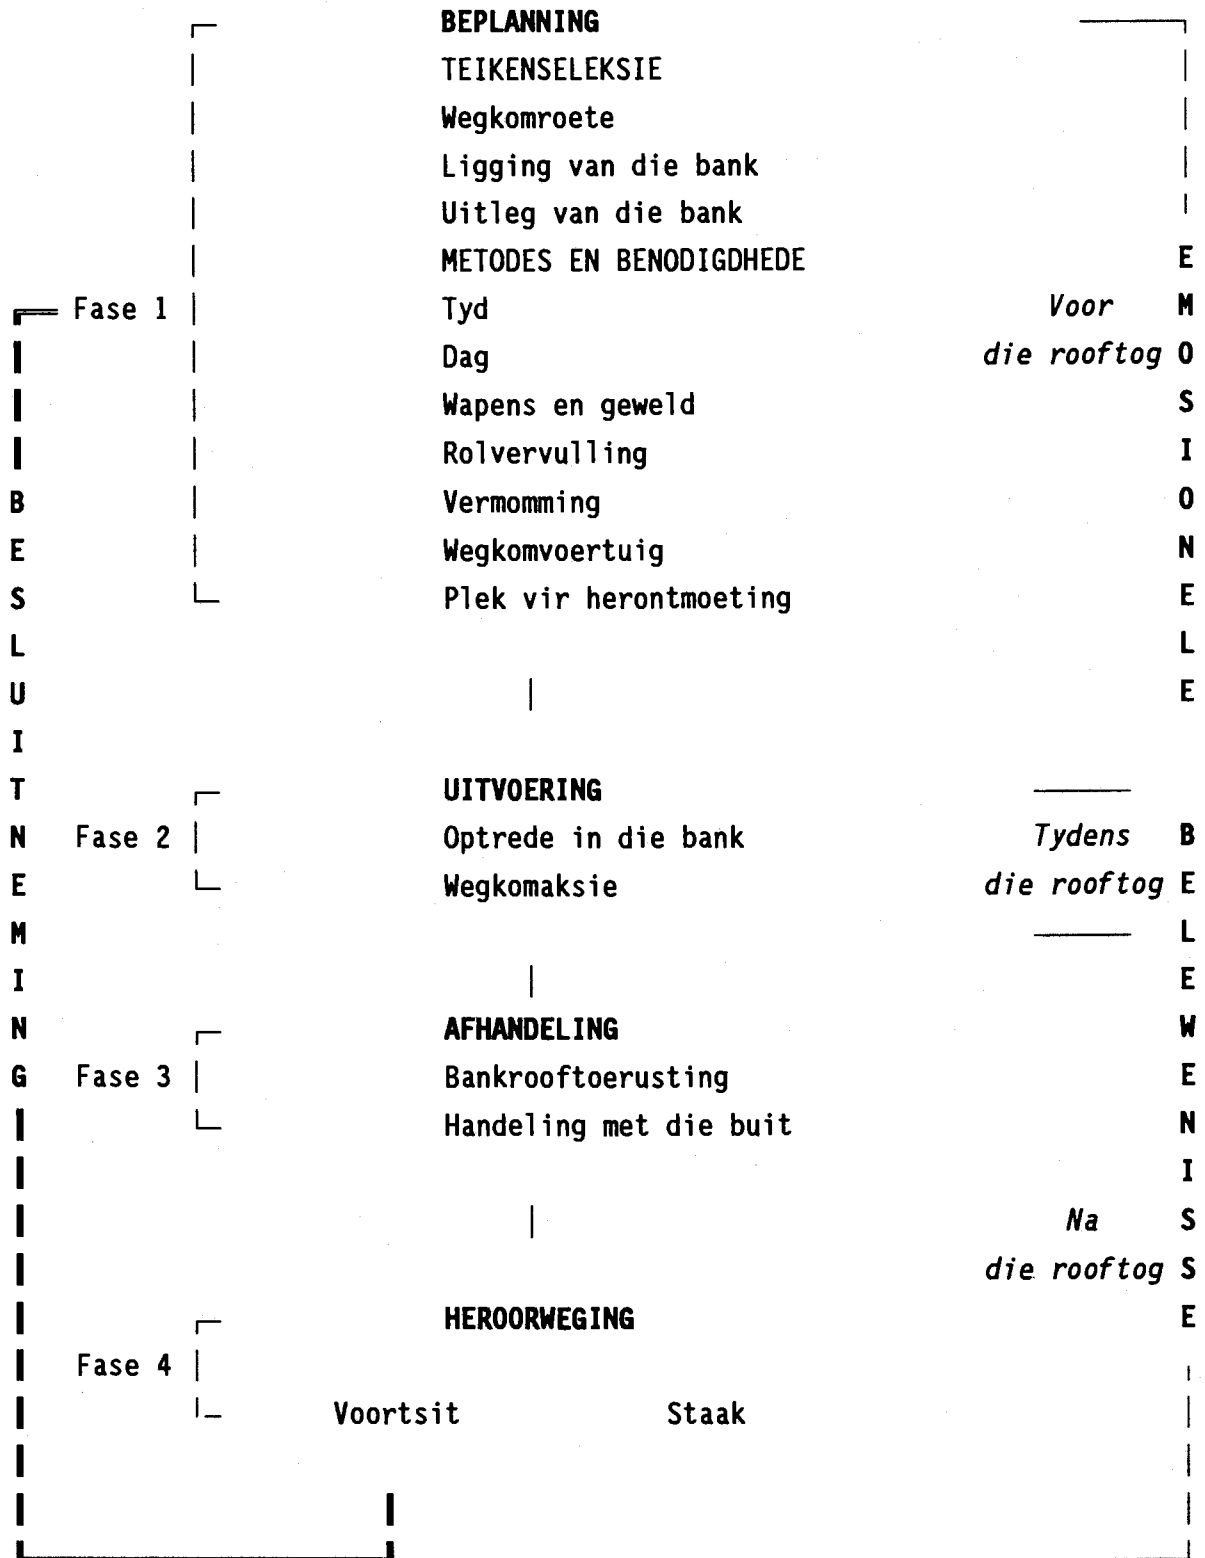 BEPLANNING
TEIKENSELEKSIE
Wegkomroete
Ligging van die bank
Uitleg van die bank
METODES EN BENODIGDHEDE
Fase 1 Tyd Voor
Dag die rooftog
Wapens en geweld
Rolvervulling
Vermomming
Wegkomvoertuig
Plek vir herontmoeting
UITVOERING
Fase 2 Optrede in die bank Tydens
Wegkomaksie die rooftog
AFHANDELING
Fase 3 Bankrooftoerusting
Handeling met die buit
Na
die rooftog
HEROORWEGING
Fase 4
Voortsit Staak
BESLUITNEMING
EMOSIONELE BELEWENISSE